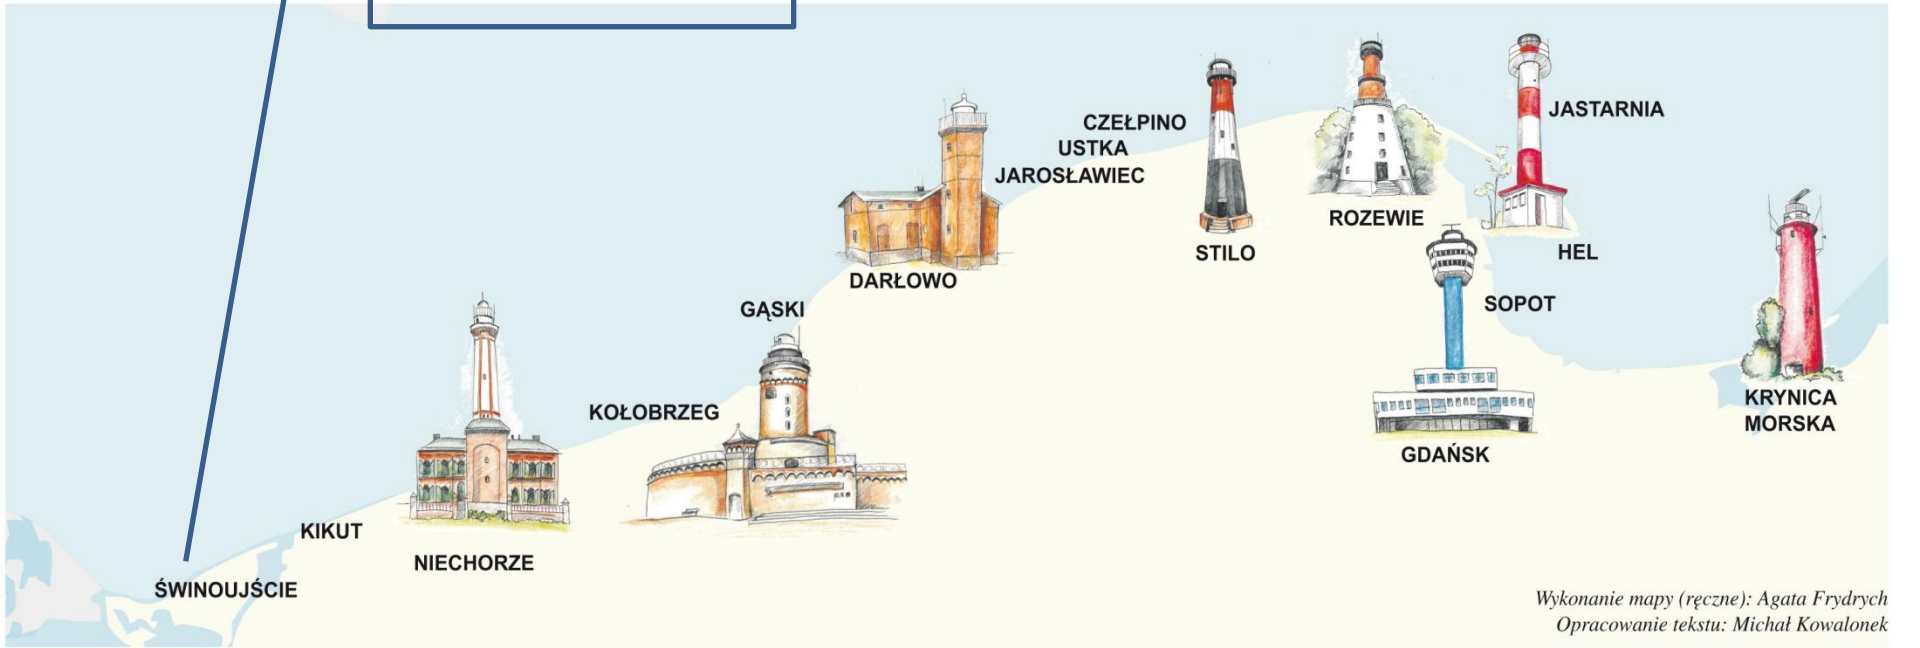 CZEŁPINO
USTKA
JAROSŁAWIEC
JASTARNIA
ROZEWIE
STILO
HEL
DARŁOWO
GĄSKI
SOPOT
KOŁOBRZEG
KRYNICA
MORSKA
GDAŃSK
KIKUT
NIECHORZE
ŚWINOUJŚCIE
Wykonanie mapy (ręczne): Agata Frydrych
Opracowanie tekstu: Michał Kowalonek